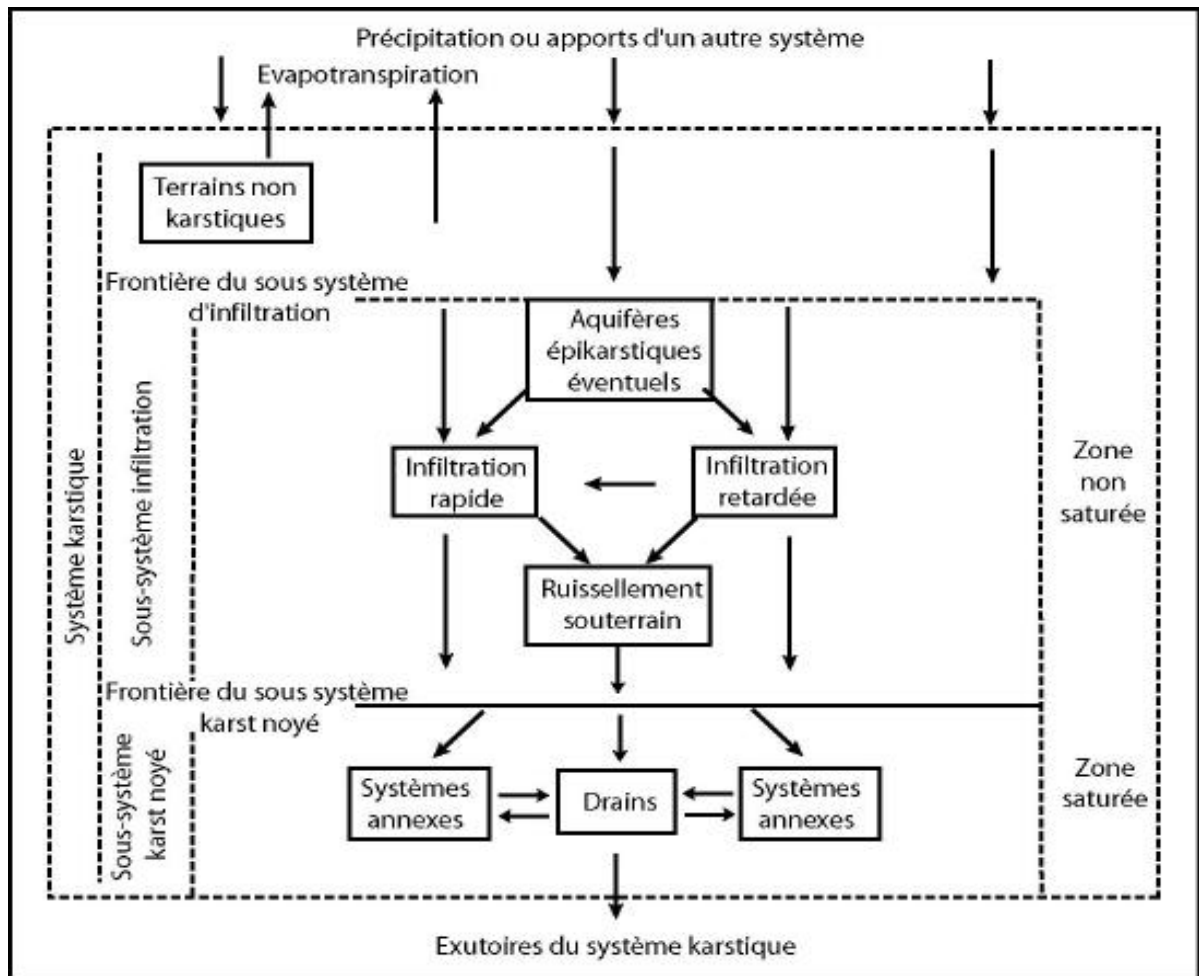 Précipitation ou apports d'un autre système
Evapotranspiration
Terrains non
karstiques
Frontière du sous système
d'infiltration
Aquifères
épikarstiques
éventuels
Infiltration
rapide
Infiltration
retardée
Zone
non
saturée
Système karstique
Sous-système infiltration
Ruissellement
souterrain
Frontière du sous système
karst noyé
Sous-système
karst noyé
Systèmes
annexes
Drains
Systèmes
annexes
Zone
saturée
Exutoires du système karstique